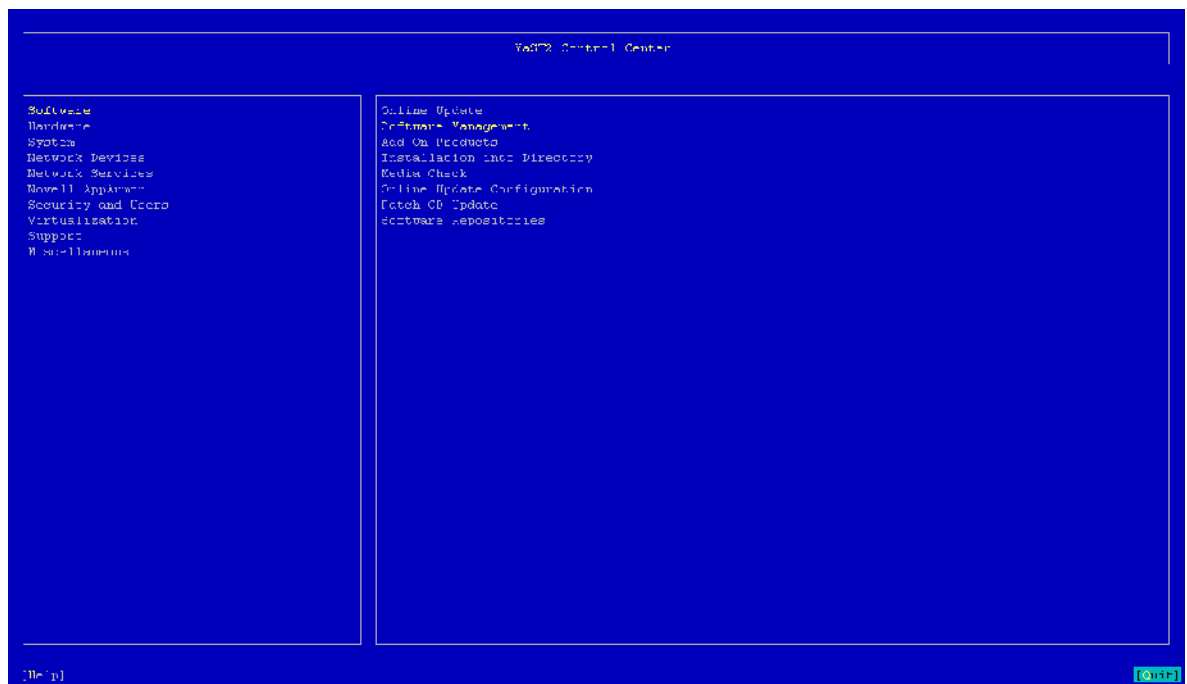 YaST2 Control Center
Software
Hardware
System
Network Devices
Network Services
Novell AppArmor
Security and Users
Virtualization
Support
Miscellaneous
Online Update
Software Management
Add-On Products
Installation into Directory
Media Check
Online Update Configuration
Patch CD Update
Software Repositories
[Help]
[Quit]